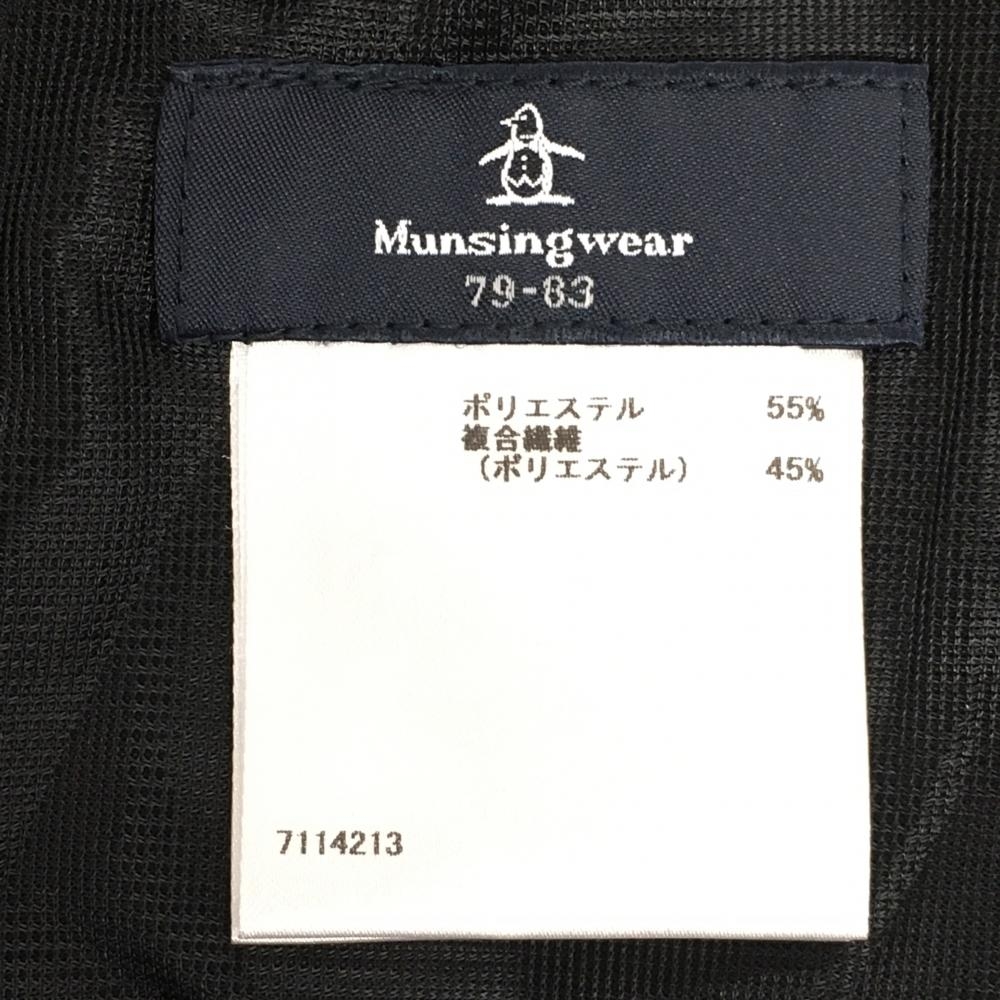 Munsingwear
79-63
ポリエステル 55%
複合繊維
(ポリエステル) 45%
7114213